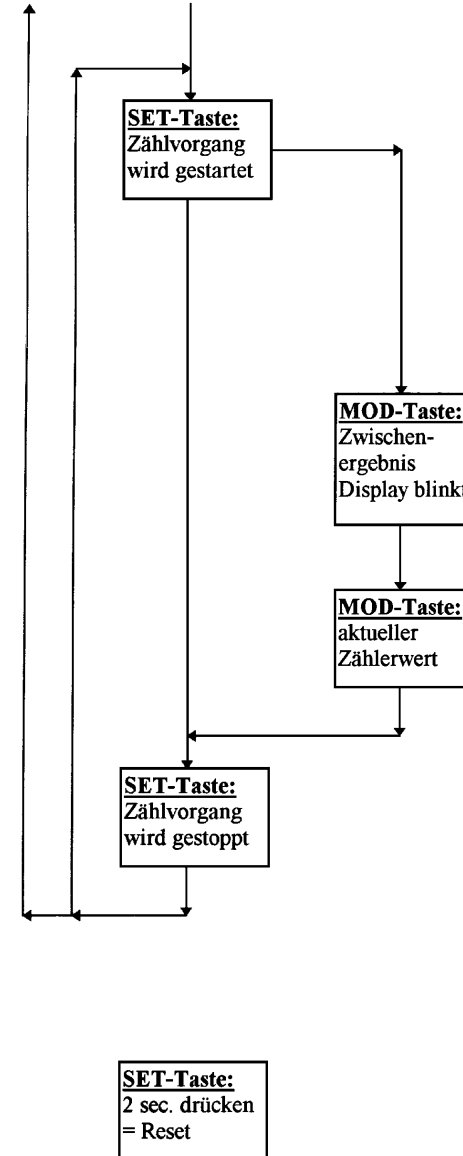 SET-Taste:
Zählvorgang
wird gestartet
MOD-Taste:
Zwischen-
ergebnis
Display blinkt
MOD-Taste:
aktueller
Zählerwert
SET-Taste:
Zählvorgang
wird gestoppt
SET-Taste:
2 sec. drücken
= Reset